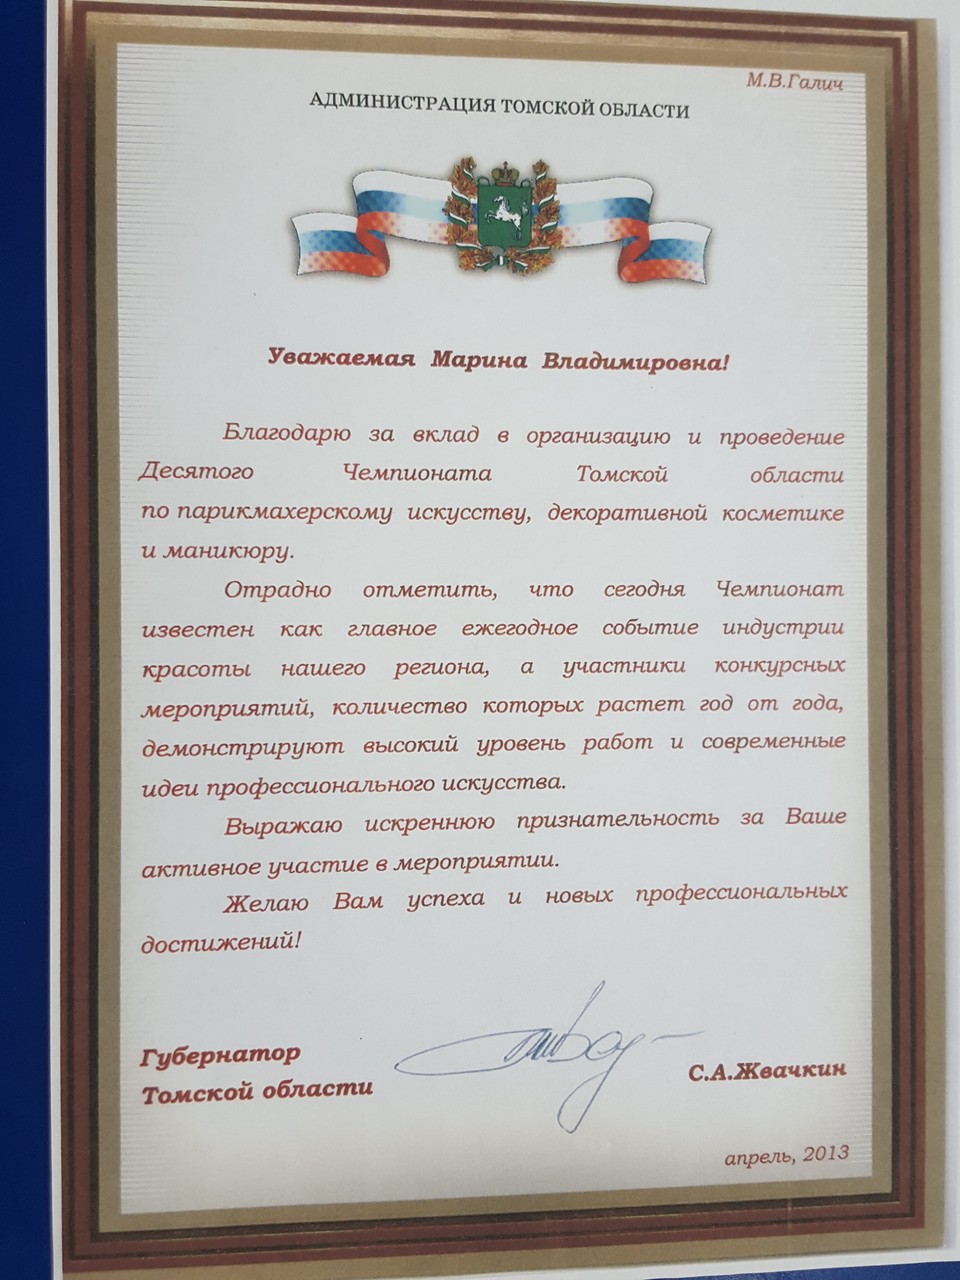 М.В.Галич
АДМИНИСТРАЦИЯ ТОМСКОЙ ОБЛАСТИ
Уважаемая Марина Владимировна!
Благодарю за вклад в организацию и проведение
Десятого Чемпионата Томской области
по парикмахерскому искусству, декоративной косметике
и маникюру.
Отрадно отметить, что сегодня Чемпионат
известен как главное ежегодное событие индустрии
красоты нашего региона, а участники конкурсных
мероприятий, количество которых растет год от года,
демонстрируют высокий уровень работ и современные
идеи профессионального искусства.
Выражаю искреннюю признательность за Ваше
активное участие в мероприятии.
Желаю Вам успеха и новых профессиональных
достижений!
Губернатор
Томской области
С.А.Жвачкин
апрель, 2013